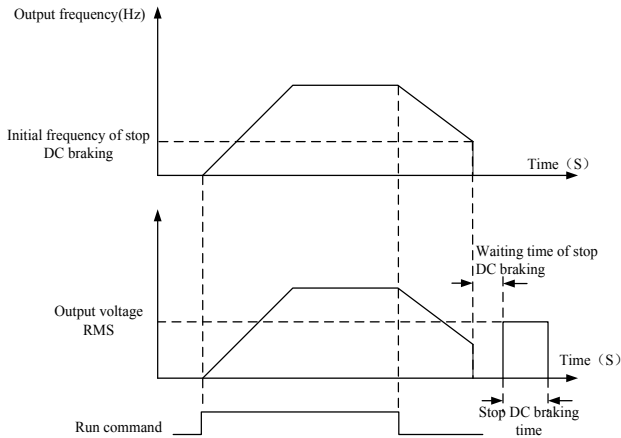 Output frequency(Hz)
Initial frequency of stop
DC braking
Time（S）
Waiting time of stop
DC braking
Output voltage
RMS
Time（S）
Stop DC braking
time
Run command